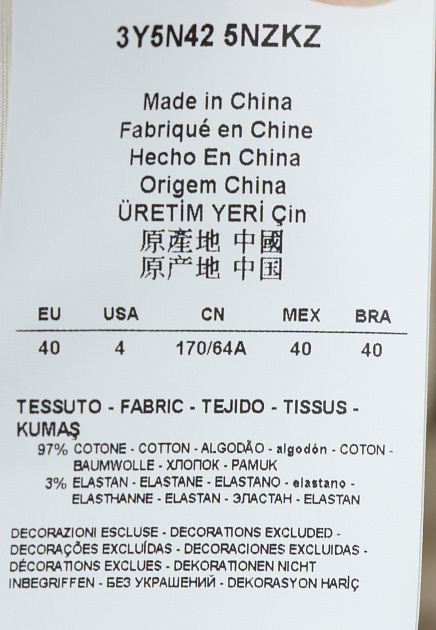 3Y5N42 5NZKZ
Made in China
Fabriqué en Chine
Hecho En China
Origem China
ÜRETİM YERİ Çin
原產地 中國
原产地 中国
EU USA CN MEX BRA
40 4 170/64A 40 40
TESSUTO - FABRIC - TEJIDO - TISSUS -
KUMAŞ
97% COTONE - COTTON - ALGODÃO - algodón - COTON -
BAUMWOLLE - ХЛОПОК - PAMUK
3% ELASTAN - ELASTANE - ELASTANO - elastano -
ELASTHANNE - ELASTAN - ЭЛАСТАН - ELASTAN
DECORAZIONI ESCLUSE - DECORATIONS EXCLUDED -
DECORAÇÕES EXCLUÍDAS - DECORACIONES EXCLUIDAS -
DÉCORATIONS EXCLUES - DEKORATIONEN NICHT
INBEGRIFFEN - БЕЗ УКРАШЕНИЙ - DEKORASYON HARİÇ